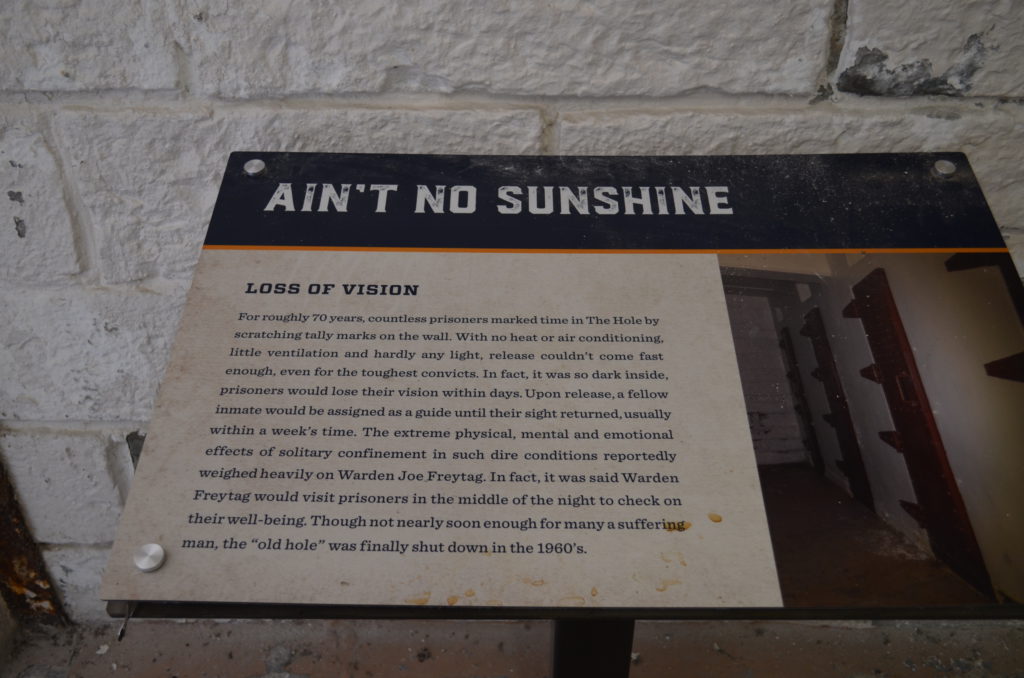 AIN'T NO SUNSHINE
LOSS OF VISION
For roughly 70 years, countless prisoners marked time in The Hole by
scratching tally marks on the wall. With no heat or air conditioning,
little ventilation and hardly any light, release couldn't come fast
enough, even for the toughest convicts. In fact, it was so dark inside,
prisoners would lose their vision within days. Upon release, a fellow
inmate would be assigned as a guide until their sight returned, usually
within a week's time. The extreme physical, mental and emotional
effects of solitary confinement in such dire conditions reportedly
weighed heavily on Warden Joe Freytag. In fact, it was said Warden
Freytag would visit prisoners in the middle of the night to check on
their well-being. Though not nearly soon enough for many a suffering
man, the "old hole" was finally shut down in the 1960's.